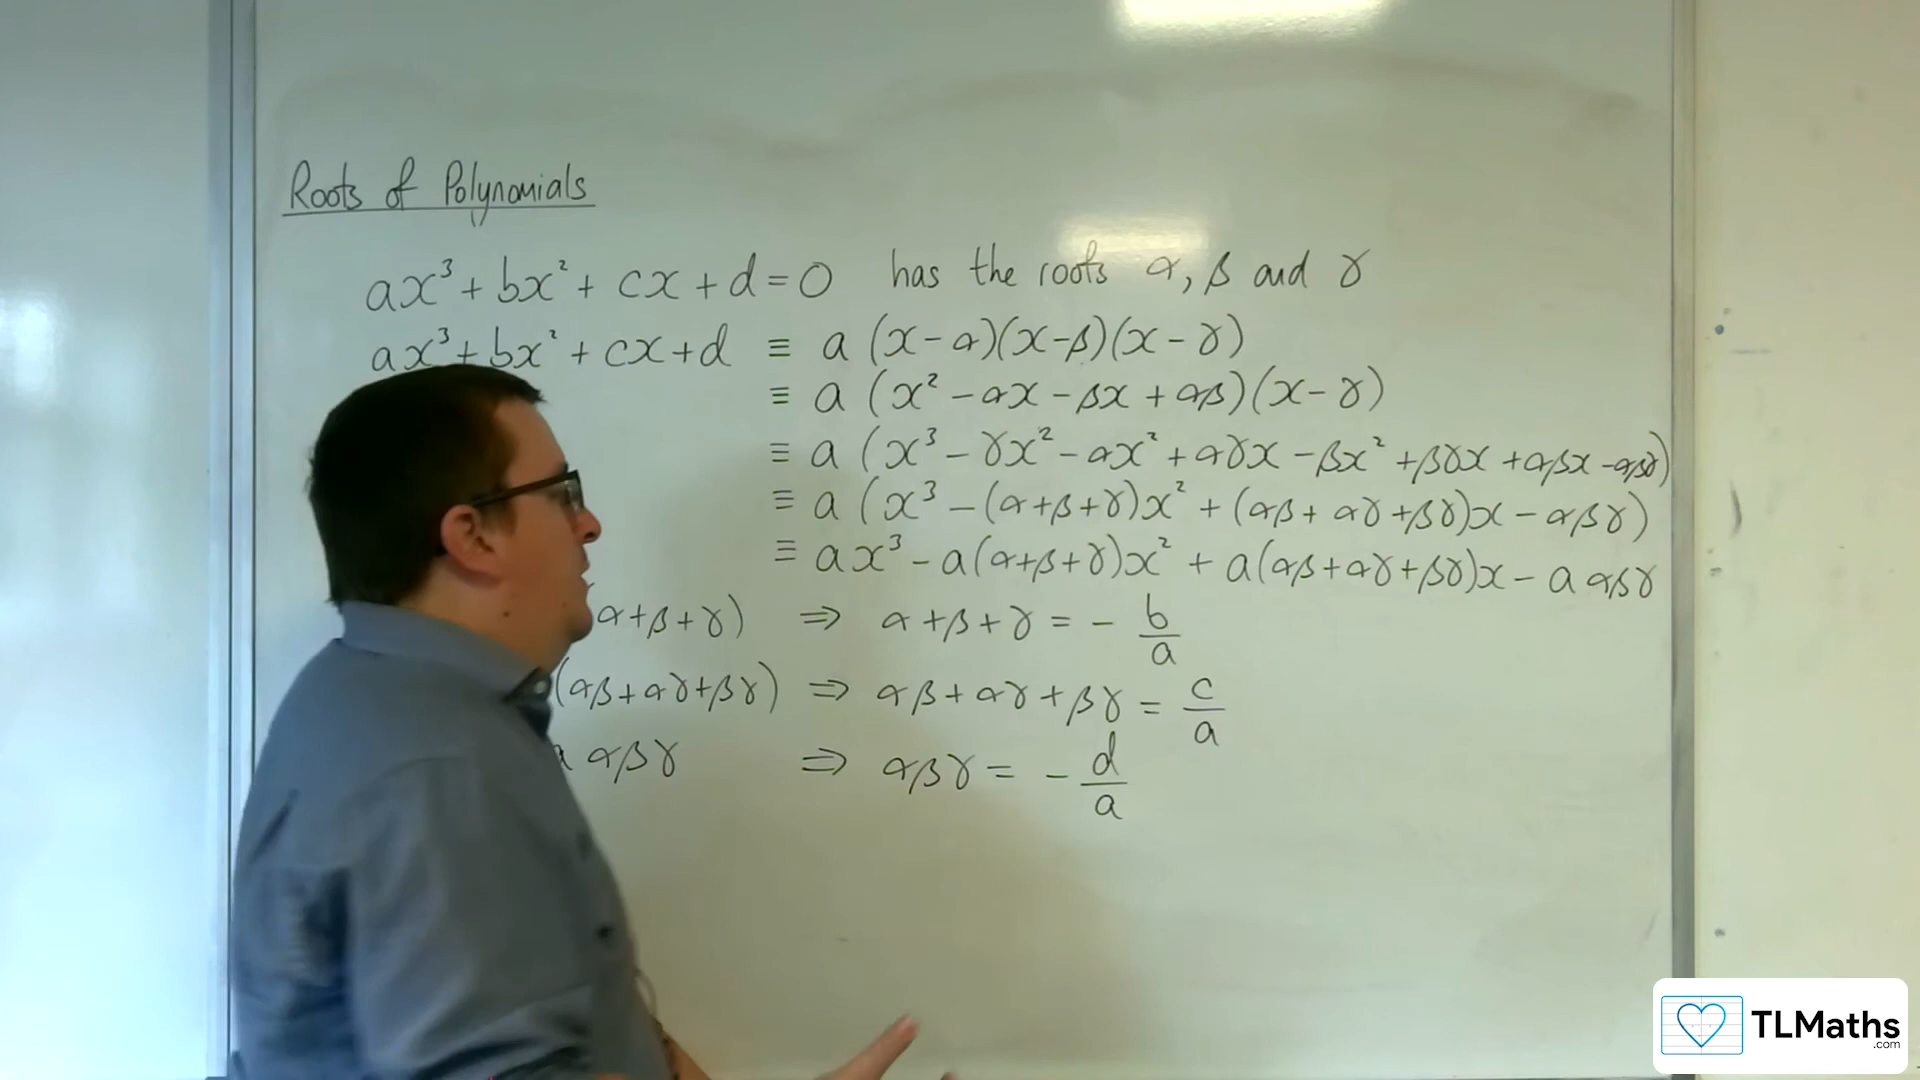 Roots of Polynomials
ax³ + bx² + cx + d = 0 has the roots α, β and γ
ax³ + bx² + cx + d ≡ a(x-α)(x-β)(x-γ)
≡ a(x² - αx - βx + αβ)(x-γ)
≡ a(x³ - γx² - αx² + αγx - βx² + βγx + αβx - αβγ)
≡ a(x³ - (α+β+γ)x² + (αβ + αγ + βγ)x - αβγ)
≡ ax³ - a(α+β+γ)x² + a(αβ+αγ+βγ)x - aαβγ
α+β+γ) ⇒ α+β+γ = - b/a
(αβ+αγ+βγ) ⇒ αβ+αγ+βγ = c/a
a αβγ ⇒ αβγ = - d/a
TLMaths
.com